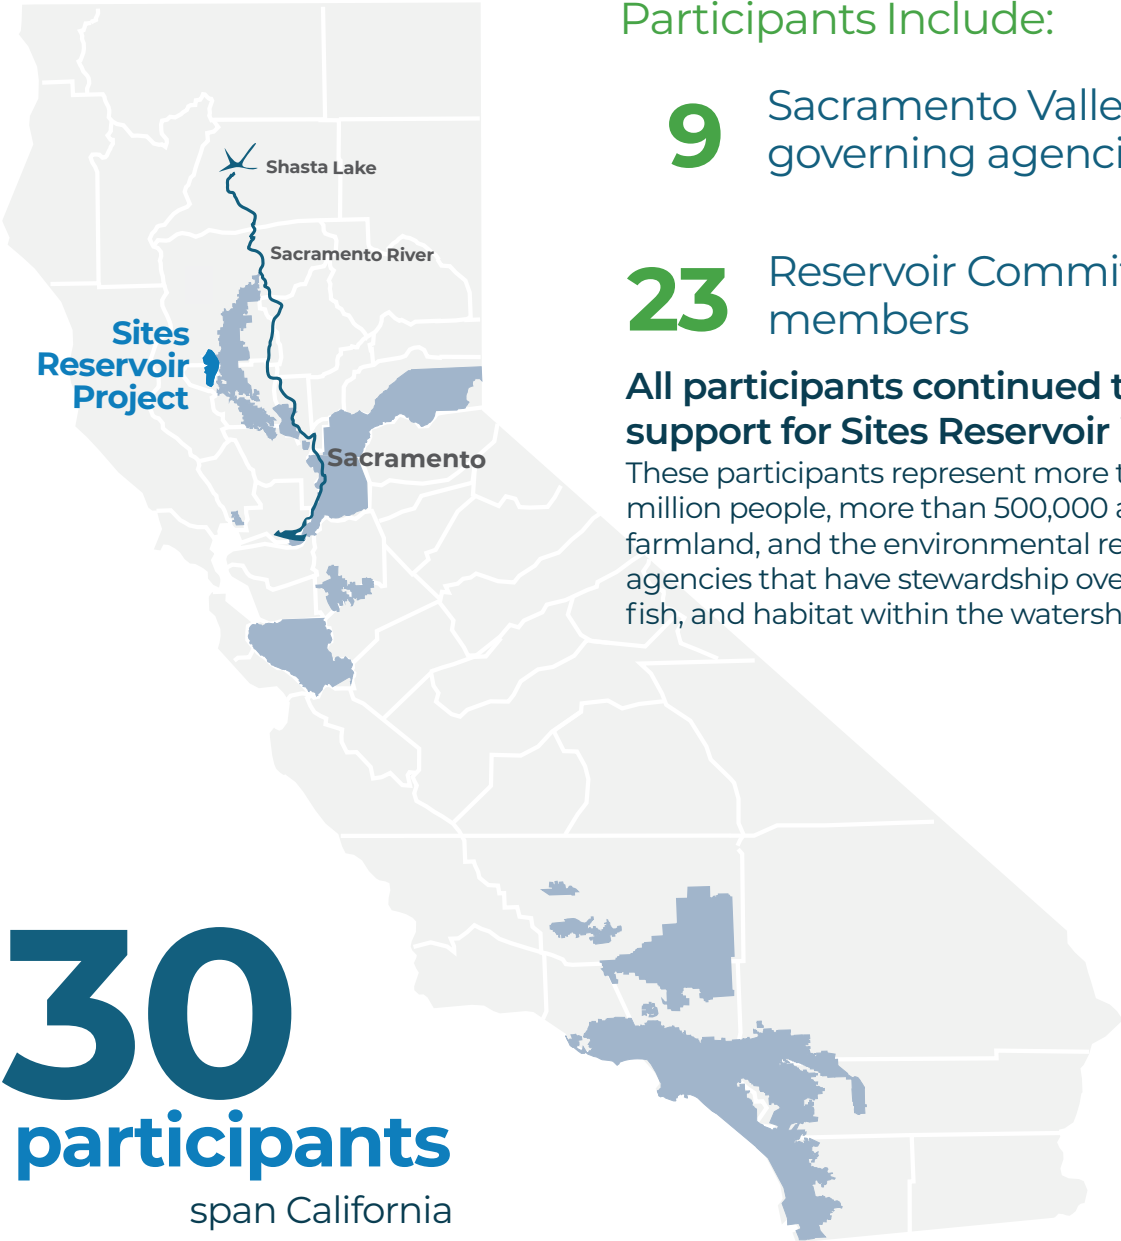 Participants Include:
9
Sacramento Valle
governing agenci
23
Reservoir Commi
members
All participants continued t
support for Sites Reservoir
These participants represent more t
million people, more than 500,000 a
farmland, and the environmental re
agencies that have stewardship ove
fish, and habitat within the watersh
Shasta Lake
Sacramento River
Sites
Reservoir
Project
Sacramento
30
participants
span California